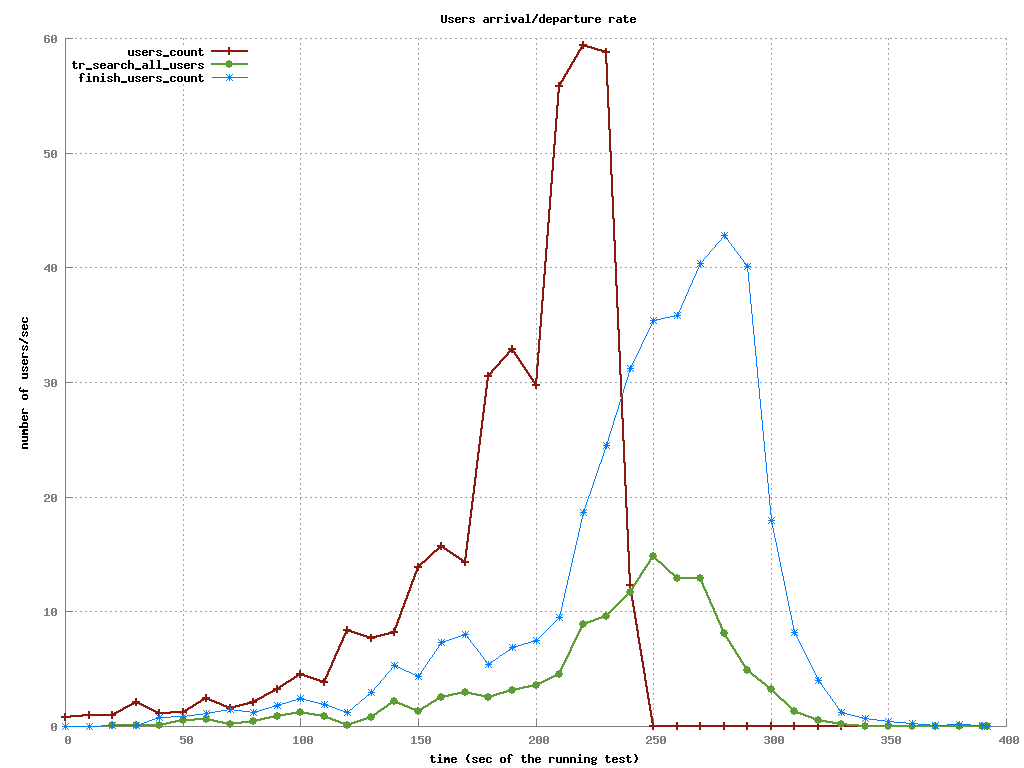 Users arrival/departure rate
users_count
tr_search_all_users
finish_users_count
number of users/sec
60
50
40
30
20
10
0
0 50 100 150 200 250 300 350 400
time (sec of the running test)